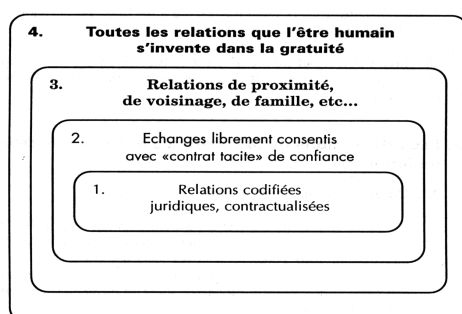 4. Toutes les relations que l'être humain
s'invente dans la gratuité
3. Relations de proximité,
de voisinage, de famille, etc...
2. Echanges librement consentis
avec «contrat tacite» de confiance
1. Relations codifiées
juridiques, contractualisées